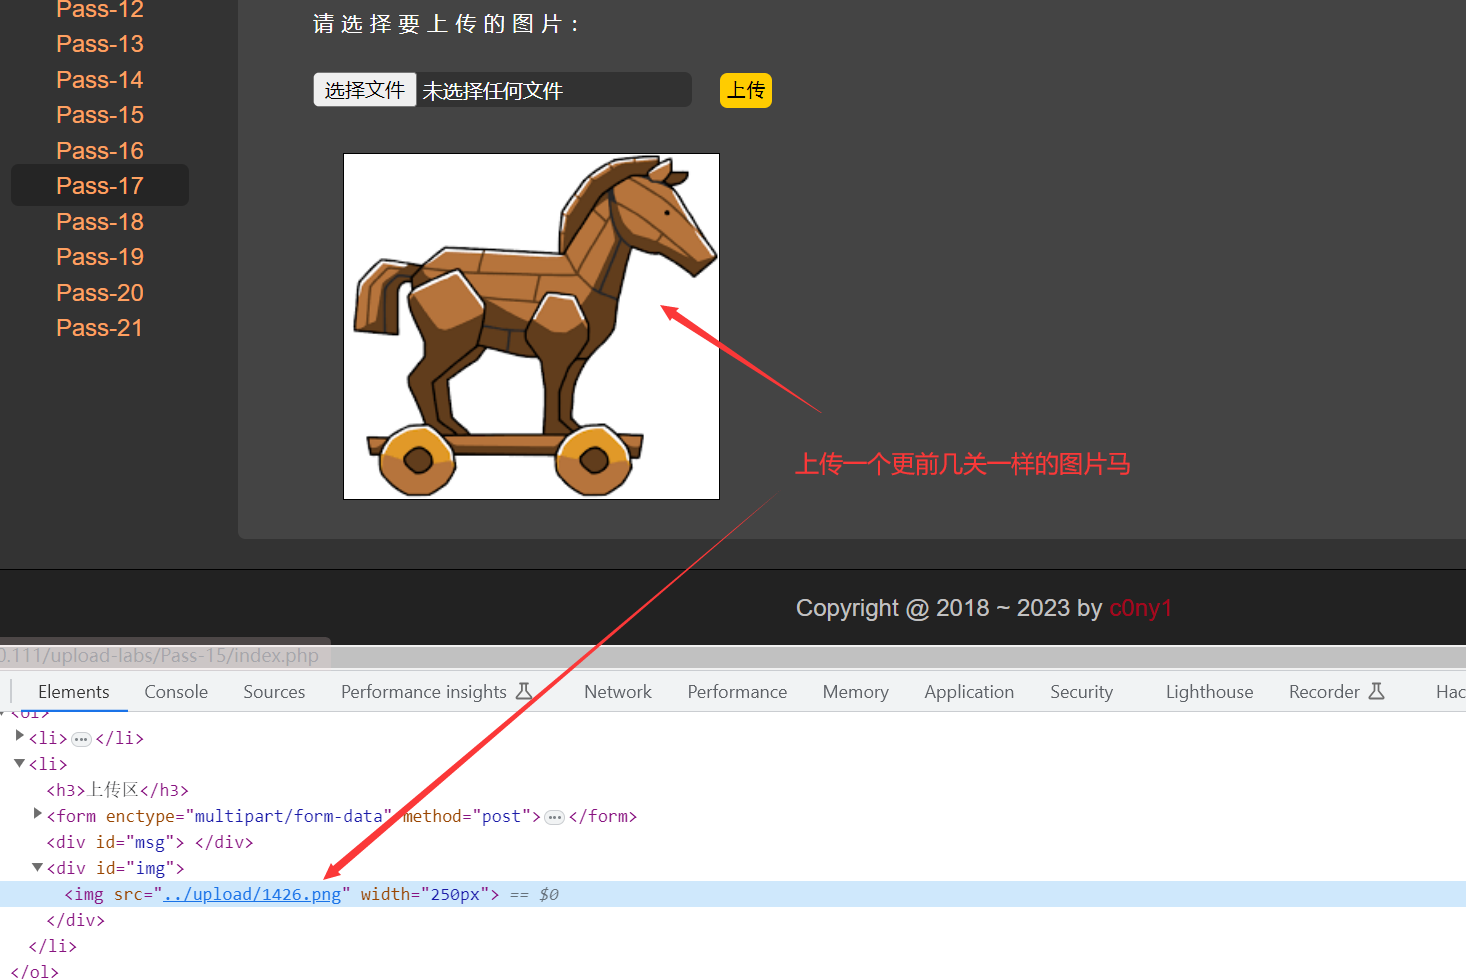 Pass-12
Pass-13
Pass-14
Pass-15
Pass-16
Pass-17
Pass-18
Pass-19
Pass-20
Pass-21
请选择要上传的图片：
选择文件 未选择任何文件 上传
上传一个更前几关一样的图片马
Copyright @ 2018 ~ 2023 by c0ny1
0.111/upload-labs/Pass-15/index.php
Elements Console Sources Performance insights Network Performance Memory Application Security Lighthouse Recorder Hac
<ol>
<li>…</li>
<li>
<h3>上传区</h3>
<form enctype="multipart/form-data" method="post">…</form>
<div id="msg"> </div>
<div id="img">
<img src="../upload/1426.png" width="250px"> == $0
</div>
</li>
</ol>